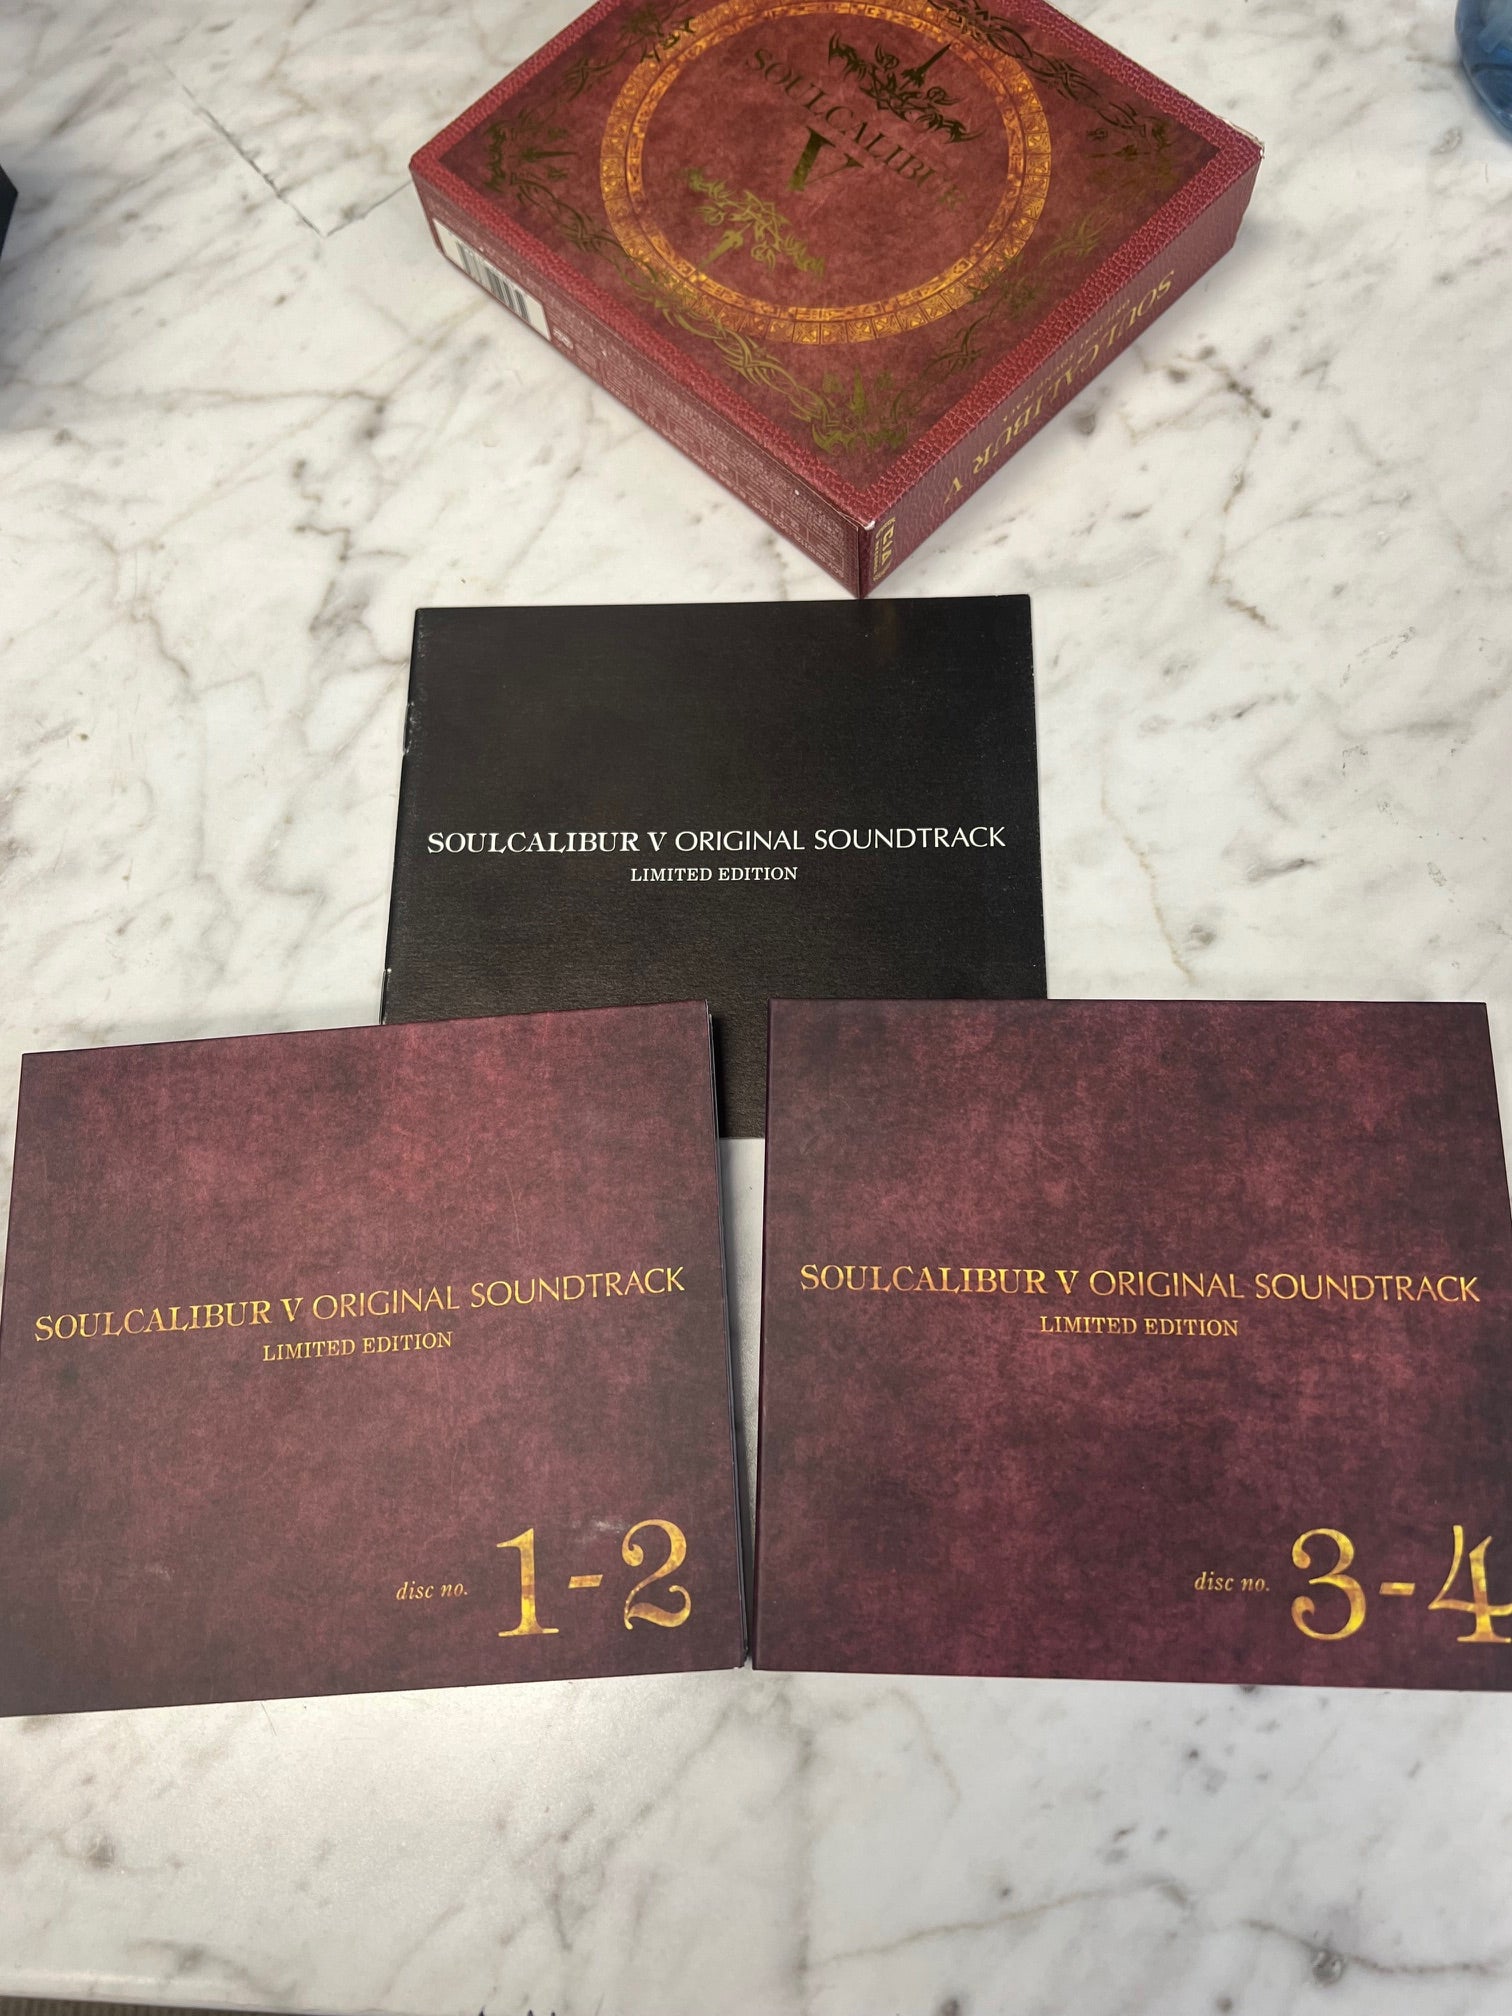 SOULCALIBUR
V
SOULCALIBUR V
SOULCALIBUR V ORIGINAL SOUNDTRACK
LIMITED EDITION
SOULCALIBUR V ORIGINAL SOUNDTRACK
LIMITED EDITION
disc no. 1-2
SOULCALIBUR V ORIGINAL SOUNDTRACK
LIMITED EDITION
disc no. 3-4